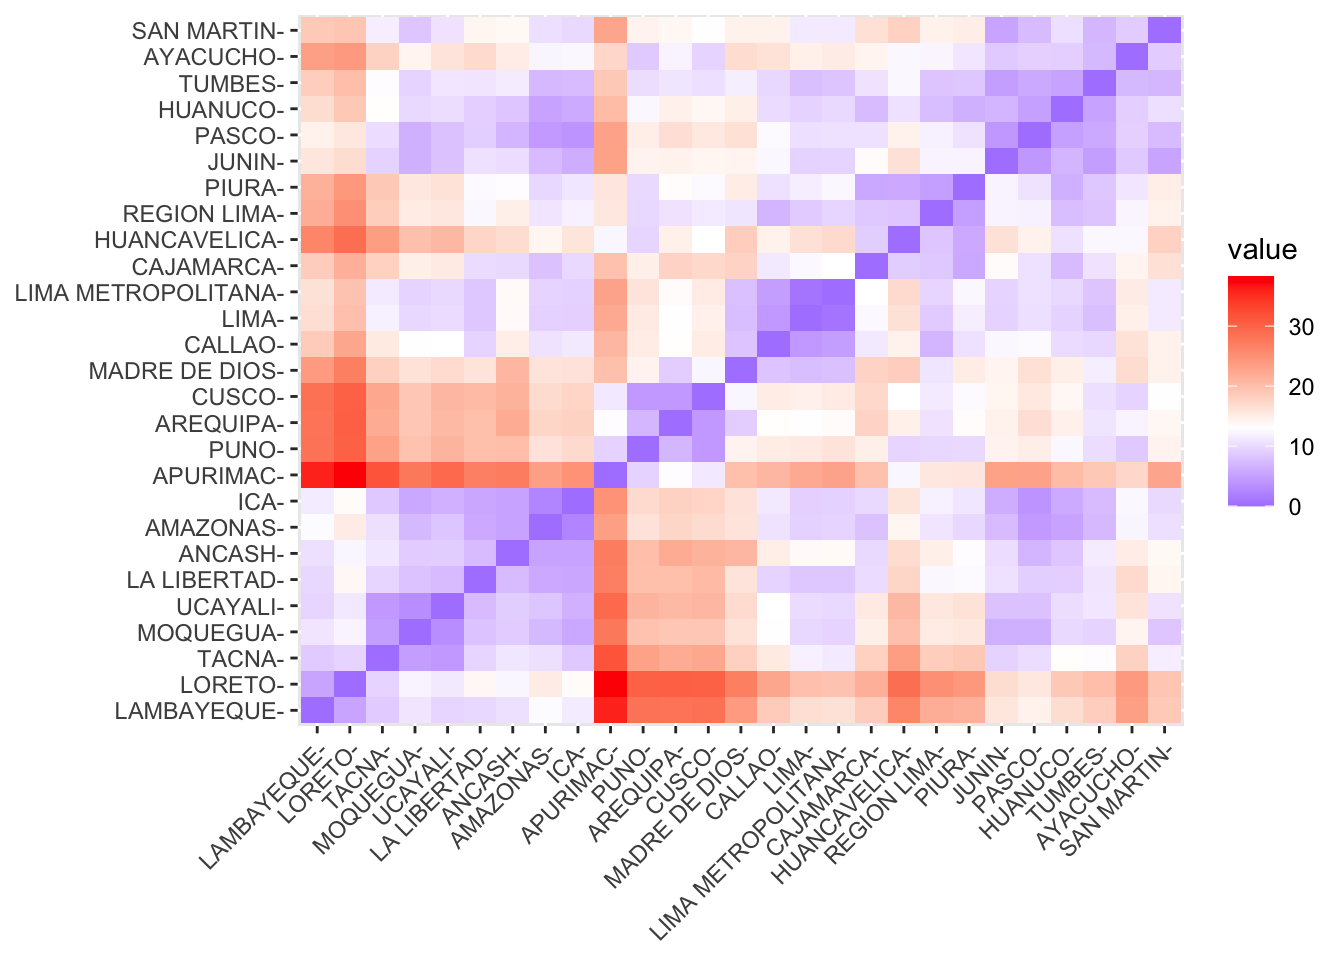 SAN MARTIN-
AYACUCHO-
TUMBES-
HUANUCO-
PASCO-
JUNIN-
PIURA-
REGION LIMA-
HUANCAVELICA-
CAJAMARCA-
LIMA METROPOLITANA-
LIMA-
CALLAO-
MADRE DE DIOS-
CUSCO-
AREQUIPA-
PUNO-
APURIMAC-
ICA-
AMAZONAS-
ANCASH-
LA LIBERTAD-
UCAYALI-
MOQUEGUA-
TACNA-
LORETO-
LAMBAYEQUE-
LAMBAYEQUE-
LORETO-
TACNA-
MOQUEGUA-
UCAYALI-
LA LIBERTAD-
ANCASH-
AMAZONAS-
ICA-
APURIMAC-
PUNO-
AREQUIPA-
CUSCO-
MADRE DE DIOS-
CALLAO-
LIMA-
LIMA METROPOLITANA-
CAJAMARCA-
HUANCAVELICA-
REGION LIMA-
PIURA-
JUNIN-
PASCO-
HUANUCO-
TUMBES-
AYACUCHO-
SAN MARTIN-
value
30
20
10
0